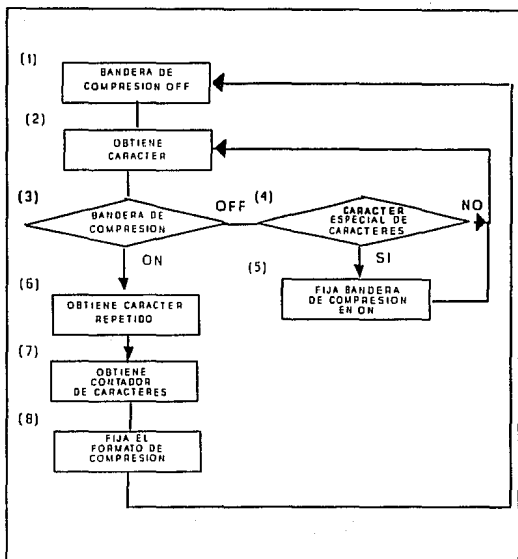 (1)
BANDERA DE
COMPRESION OFF
(2)
OBTIENE
CARACTER
(3)
BANDERA DE
COMPRESION
OFF
(4)
CARACTER
ESPECIAL DE
CARACTERES
NO
ON
SI
(5)
FIJA BANDERA
DE COMPRESION
EN ON
(6)
OBTIENE CARACTER
REPETIDO
(7)
OBTIENE
CONTADOR
DE CARACTERES
(8)
FIJA EL
FORMATO DE
COMPRESION